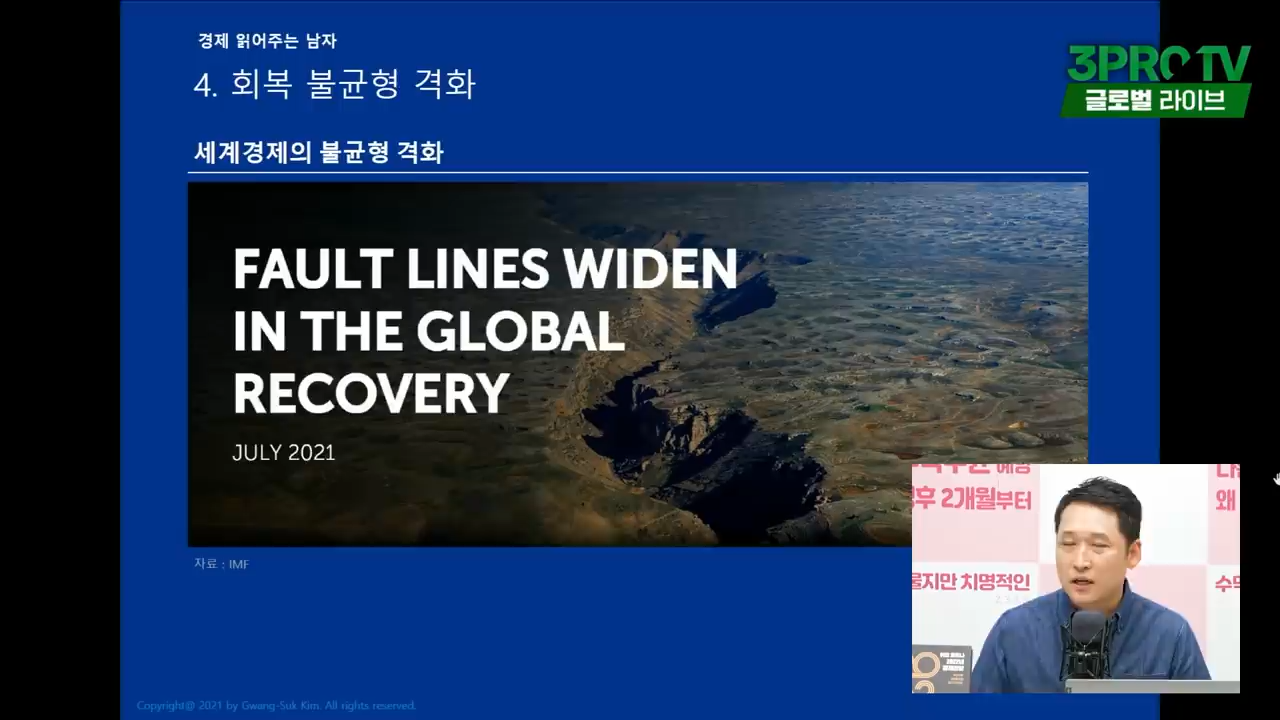 경제 읽어주는 남자
4. 회복 불균형 격화
세계경제의 불균형 격화
FAULT LINES WIDEN
IN THE GLOBAL
RECOVERY
JULY 2021
자료 : IMF
Copyright@ 2021 by Gwang-Suk Kim. All rights reserved.
3PRO TV
글로벌 라이브
후 2개월부터
왜
치명적인